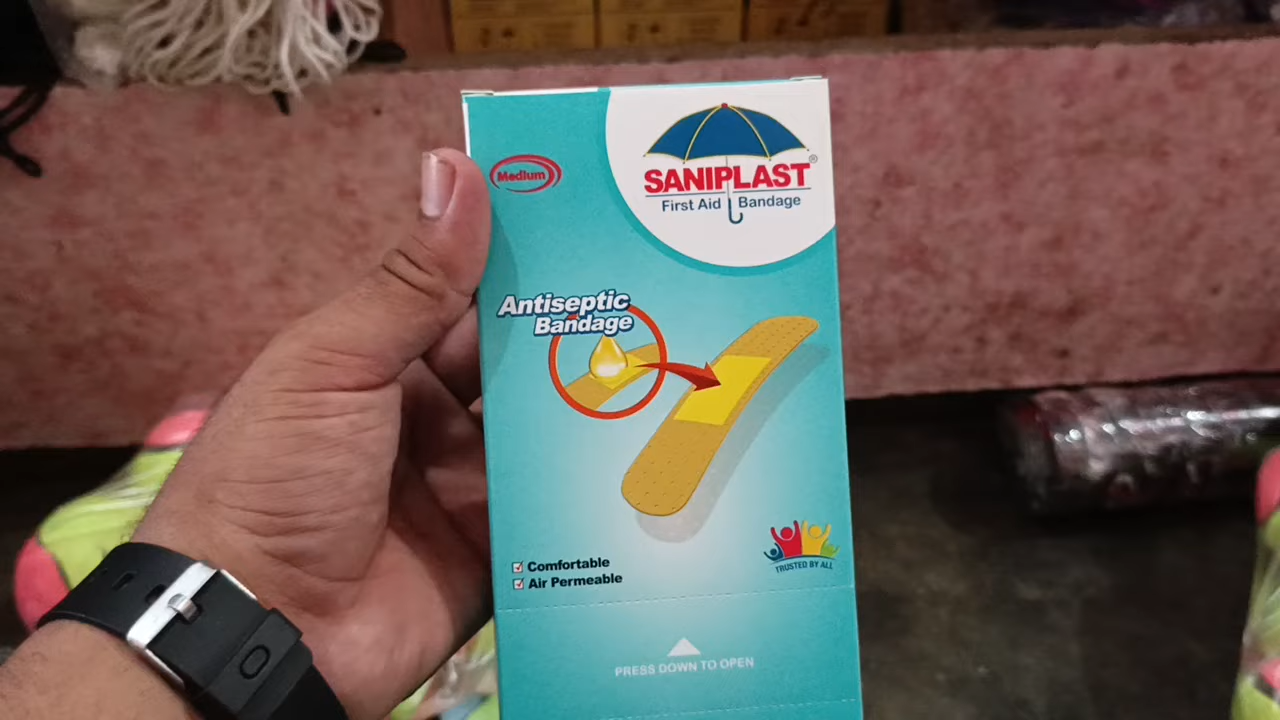 Medium
SANIPLAST®
First Aid Bandage
Antiseptic
Bandage
Comfortable
Air Permeable
TRUSTED BY ALL
PRESS DOWN TO OPEN